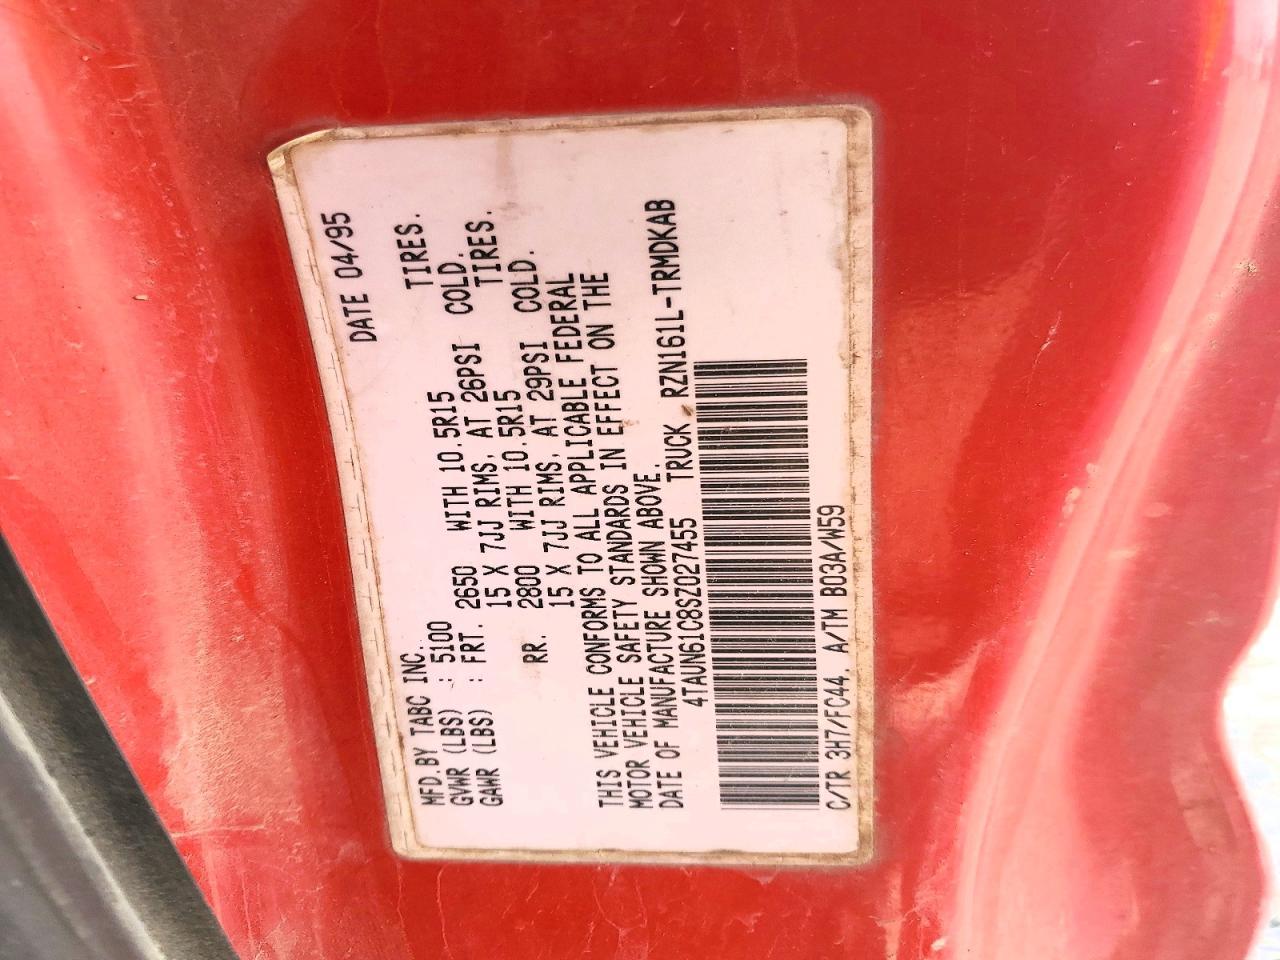 MFD.BY TABC INC. DATE 04/95
GVWR (LBS) : 5100
GAWR (LBS) : FRT. 2650 WITH 10.5R15 TIRES.
15 X 7JJ RIMS, AT 26PSI COLD.
RR. 2800 WITH 10.5R15 TIRES.
15 X 7JJ RIMS, AT 29PSI COLD.
THIS VEHICLE CONFORMS TO ALL APPLICABLE FEDERAL
MOTOR VEHICLE SAFETY STANDARDS IN EFFECT ON THE
DATE OF MANUFACTURE SHOWN ABOVE.
4TAUN61C8SZ027455 TRUCK RZN161L-TRMDKAB
C/TR 3H7/FC44 A/TM B03A/W59